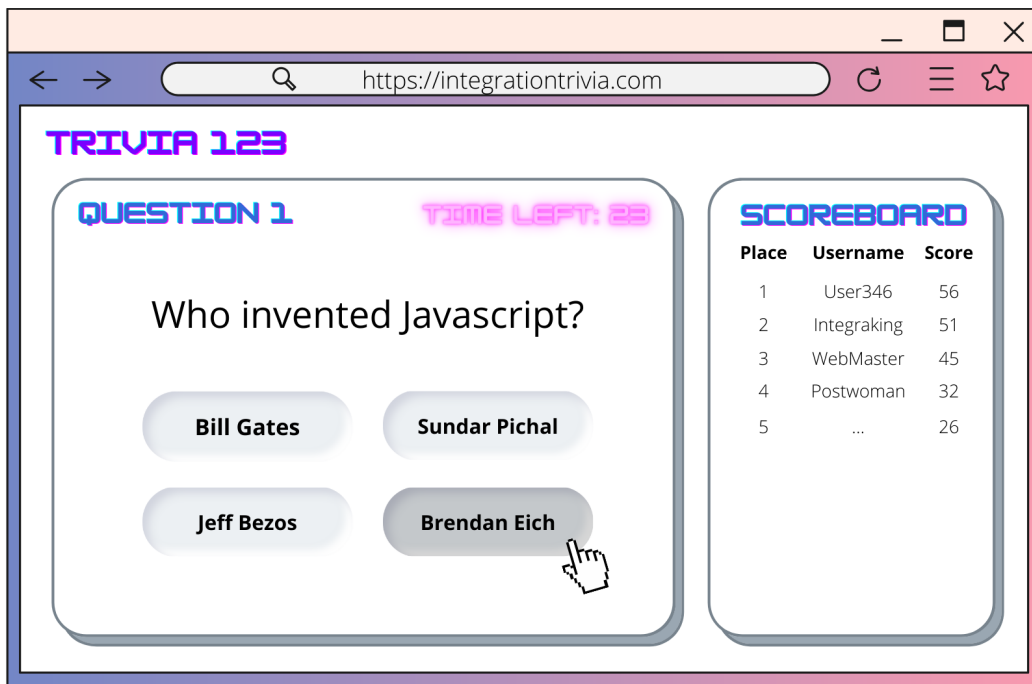 https://integrationtrivia.com
TRIVIA 123
QUESTION 1
TIME LEFT: 23
Who invented Javascript?
Bill Gates
Sundar Pichal
Jeff Bezos
Brendan Eich
SCOREBOARD
Place Username Score
1 User346 56
2 Integraking 51
3 WebMaster 45
4 Postwoman 32
5 ... 26